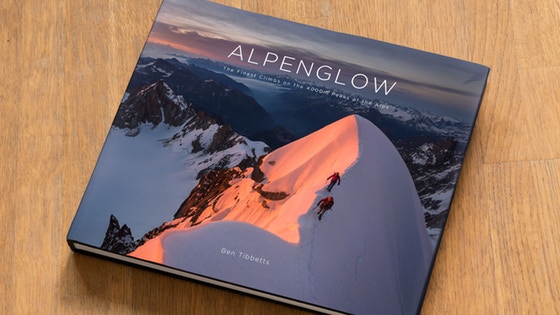 ALPENGLOW
The Finest Climbs on the 4000m Peaks of the Alps
Ben Tibbetts